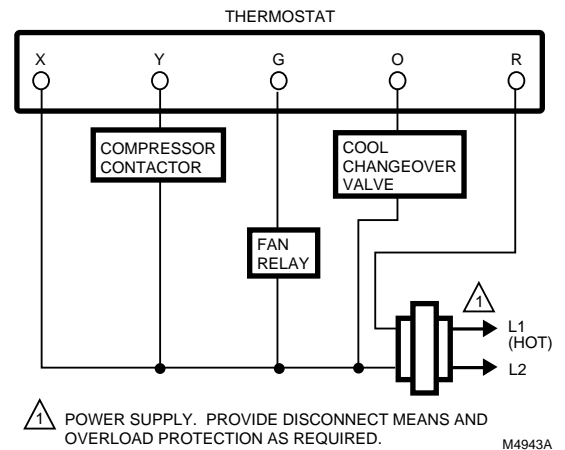 THERMOSTAT
X Y G O R
COMPRESSOR
CONTACTOR
COOL
CHANGEOVER
VALVE
FAN
RELAY
1
L1
(HOT)
L2
1 POWER SUPPLY. PROVIDE DISCONNECT MEANS AND
OVERLOAD PROTECTION AS REQUIRED.
M4943A